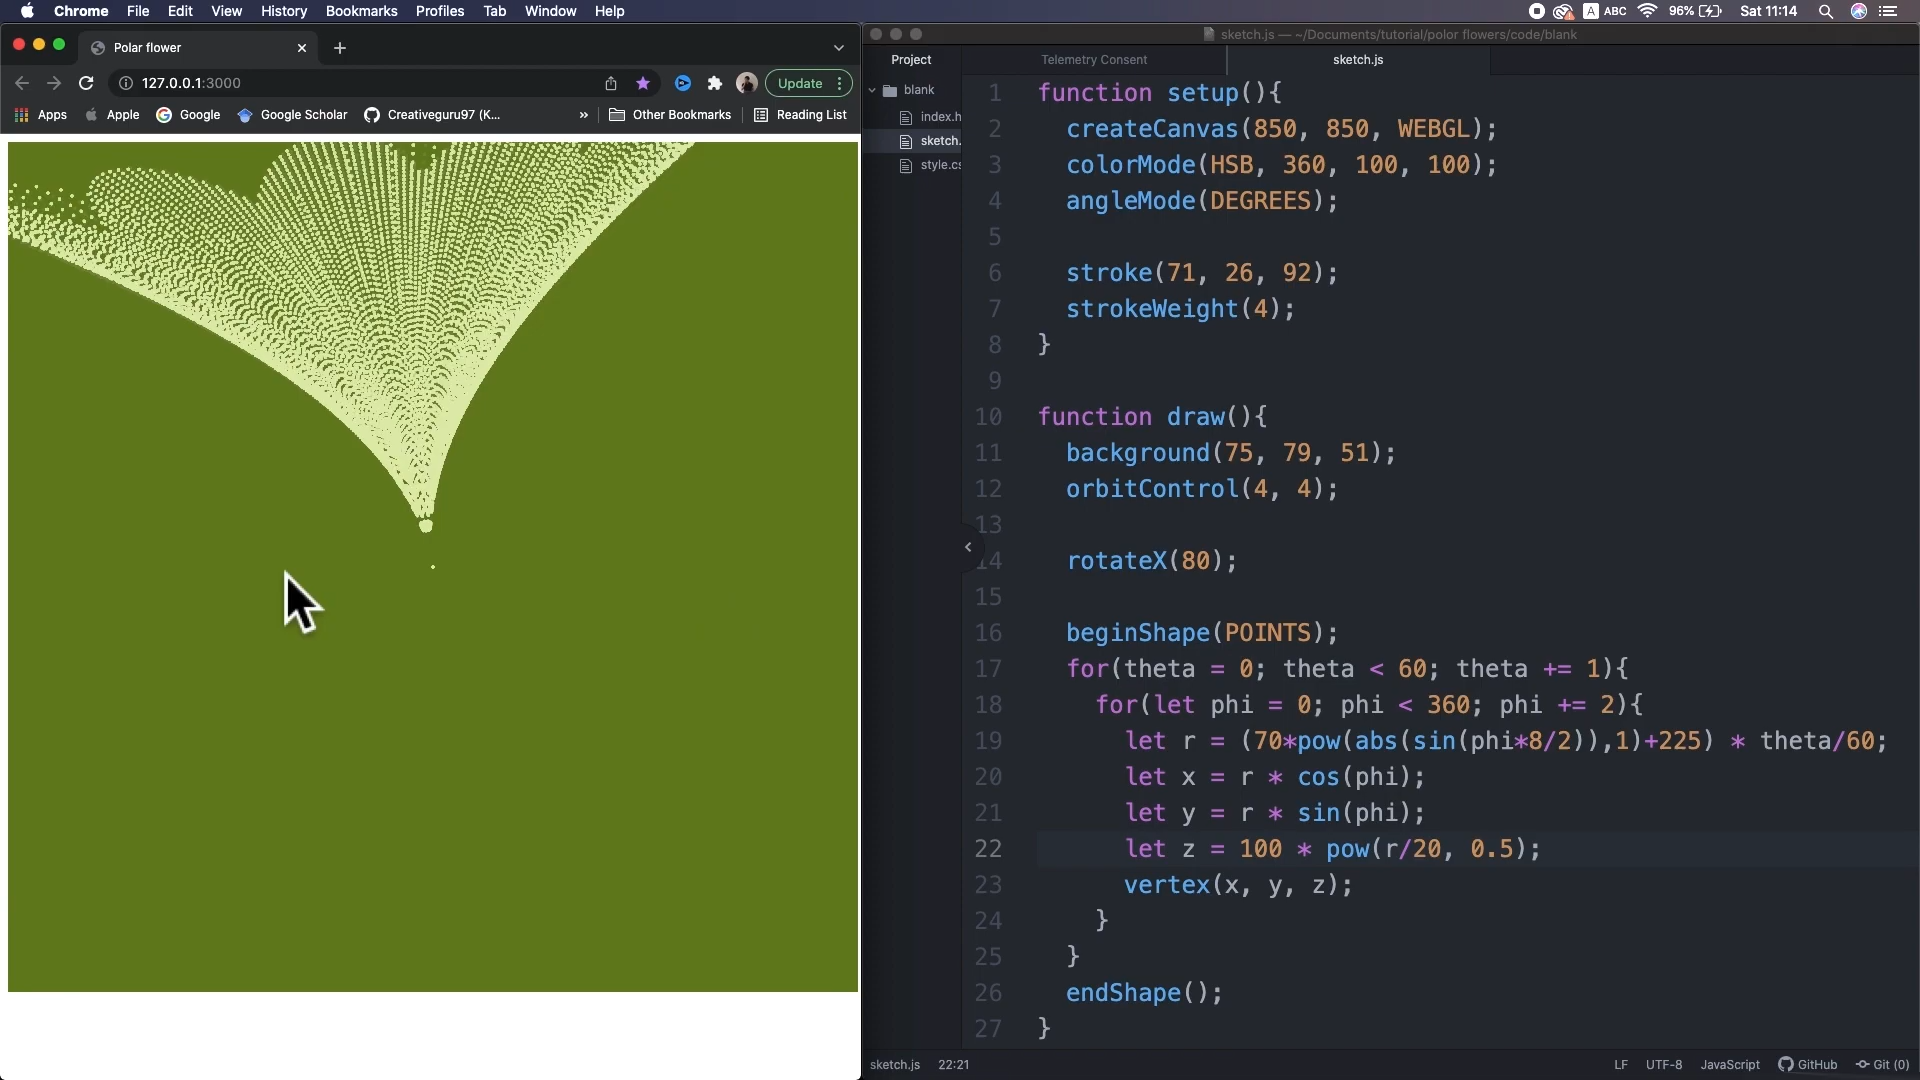 Chrome File Edit View History Bookmarks Profiles Tab Window Help
A ABC 96% Sat 11:14
Polar flower
127.0.0.1:3000
Update
Apps Apple Google Google Scholar Creativeguru97 (K... » Other Bookmarks Reading List
sketch.js — ~/Documents/tutorial/polor flowers/code/blank
Project
Telemetry Consent
sketch.js
blank
index.h
sketch.
style.cs
1 function setup(){
2 createCanvas(850, 850, WEBGL);
3 colorMode(HSB, 360, 100, 100);
4 angleMode(DEGREES);
5
6 stroke(71, 26, 92);
7 strokeWeight(4);
8 }
9
10 function draw(){
11 background(75, 79, 51);
12 orbitControl(4, 4);
13
14 rotateX(80);
15
16 beginShape(POINTS);
17 for(theta = 0; theta < 60; theta += 1){
18 for(let phi = 0; phi < 360; phi += 2){
19 let r = (70*pow(abs(sin(phi*8/2)),1)+225) * theta/60;
20 let x = r * cos(phi);
21 let y = r * sin(phi);
22 let z = 100 * pow(r/20, 0.5);
23 vertex(x, y, z);
24 }
25 }
26 endShape();
27 }
sketch.js 22:21
LF UTF-8 JavaScript GitHub Git (0)